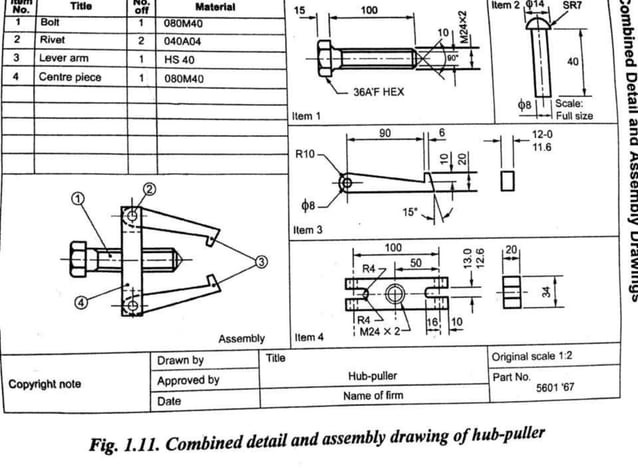 Item No. Title No. off Material
1 Bolt 1 080M40
2 Rivet 2 040A04
3 Lever arm 1 HS 40
4 Centre piece 1 080M40
15 100 10 M24×2
90°
36A'F HEX
Item 1
Item 2 ϕ14 SR7
40
ϕ8 Scale:
Full size
90 6 12-0
11.6
R10 10 20
ϕ8
15°
Item 3
100 20
50 13.0
12.6
R4
34
R4
M24 × 2 16 10
Item 4
1 2
3
4
Assembly
Copyright note
Drawn by
Approved by
Date
Title
Hub-puller
Name of firm
Original scale 1:2
Part No.
5601 '67
Combined Detail and Assembly Drawings
Fig. 1.11. Combined detail and assembly drawing of hub-puller